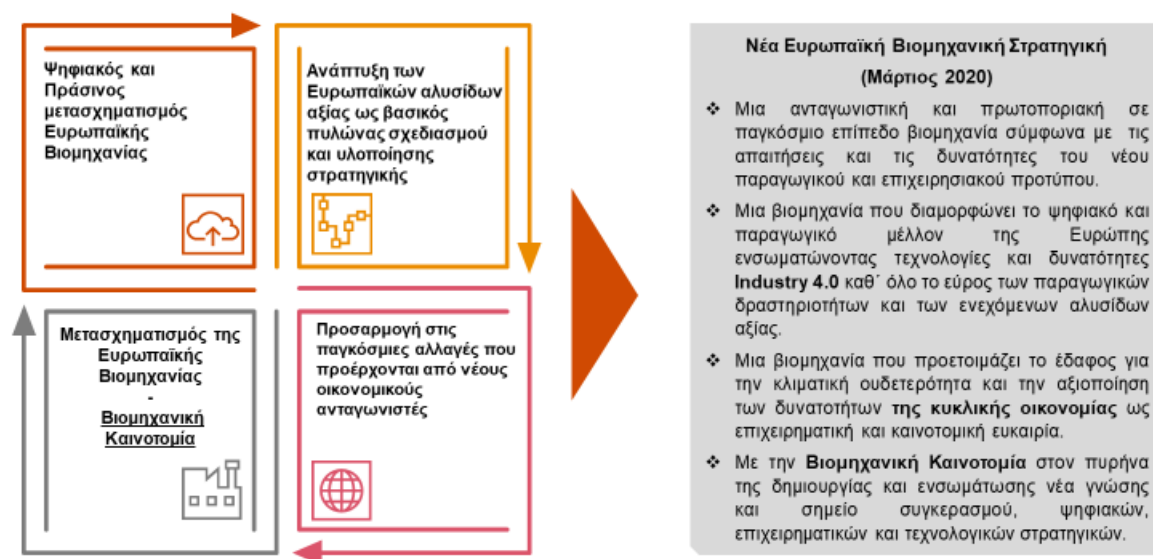 Ψηφιακός και
Πράσινος
μετασχηματισμός
Ευρωπαϊκής
Βιομηχανίας
Ανάπτυξη των
Ευρωπαϊκών αλυσίδων
αξίας ως βασικός
πυλώνας σχεδιασμού
και υλοποίησης
στρατηγικής
Μετασχηματισμός της
Ευρωπαϊκής
Βιομηχανίας
-
Βιομηχανική
Καινοτομία
Προσαρμογή στις
παγκόσμιες αλλαγές που
προέρχονται από νέους
οικονομικούς
ανταγωνιστές
Νέα Ευρωπαϊκή Βιομηχανική Στρατηγική
(Μάρτιος 2020)
❖ Μια ανταγωνιστική και πρωτοποριακή σε
παγκόσμιο επίπεδο βιομηχανία σύμφωνα με τις
απαιτήσεις και τις δυνατότητες του νέου
παραγωγικού και επιχειρησιακού προτύπου.
❖ Μια βιομηχανία που διαμορφώνει το ψηφιακό και
παραγωγικό μέλλον της Ευρώπης
ενσωματώνοντας τεχνολογίες και δυνατότητες
Industry 4.0 καθ΄ όλο το εύρος των παραγωγικών
δραστηριοτήτων και των ενεχόμενων αλυσίδων
αξίας.
❖ Μια βιομηχανία που προετοιμάζει το έδαφος για
την κλιματική ουδετερότητα και την αξιοποίηση
των δυνατοτήτων της κυκλικής οικονομίας ως
επιχειρηματική και καινοτομική ευκαιρία.
❖ Με την Βιομηχανική Καινοτομία στον πυρήνα
της δημιουργίας και ενσωμάτωσης νέα γνώσης
και σημείο συγκερασμού, ψηφιακών,
επιχειρηματικών και τεχνολογικών στρατηγικών.